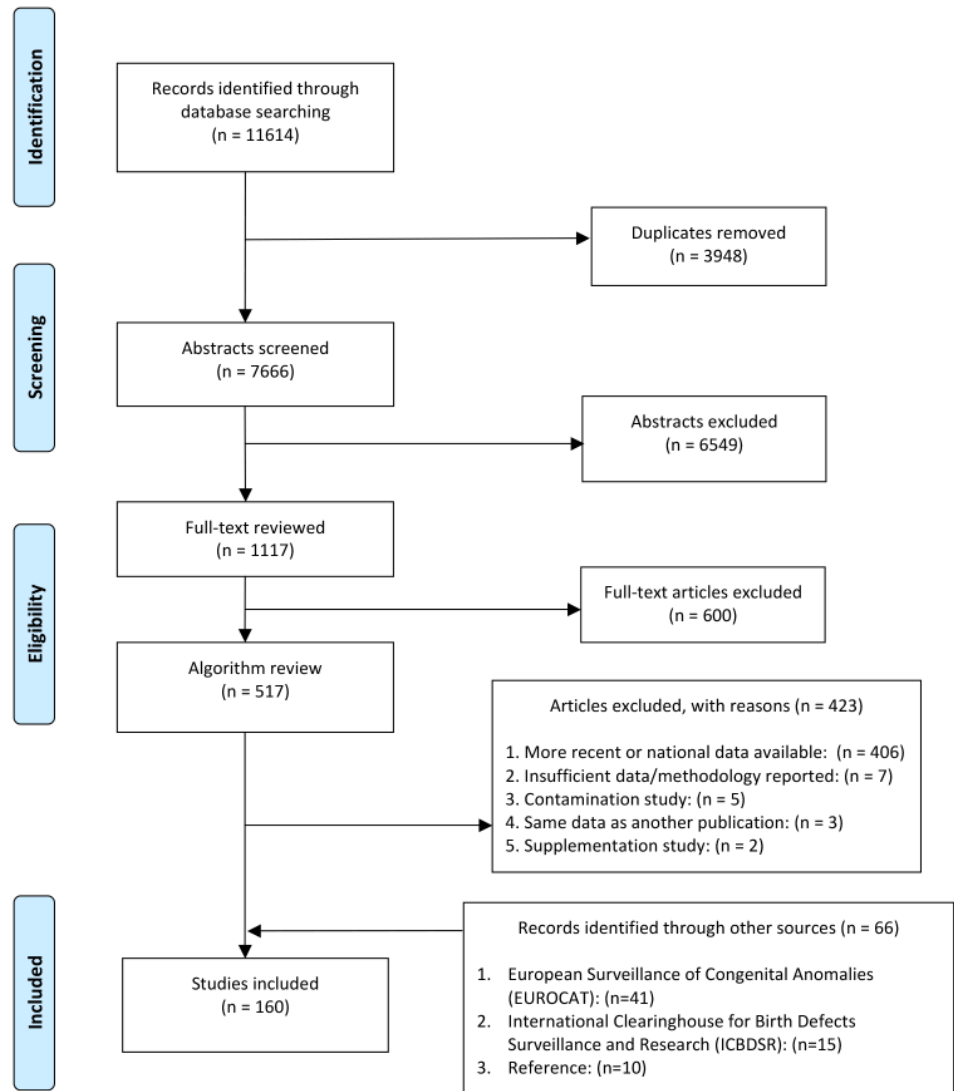 Identification
Records identified through
database searching
(n = 11614)
Duplicates removed
(n = 3948)
Screening
Abstracts screened
(n = 7666)
Abstracts excluded
(n = 6549)
Eligibility
Full-text reviewed
(n = 1117)
Full-text articles excluded
(n = 600)
Algorithm review
(n = 517)
Articles excluded, with reasons (n = 423)
1. More recent or national data available: (n = 406)
2. Insufficient data/methodology reported: (n = 7)
3. Contamination study: (n = 5)
4. Same data as another publication: (n = 3)
5. Supplementation study: (n = 2)
Included
Records identified through other sources (n = 66)
1. European Surveillance of Congenital Anomalies
(EUROCAT): (n=41)
2. International Clearinghouse for Birth Defects
Surveillance and Research (ICBDSR): (n=15)
3. Reference: (n=10)
Studies included
(n = 160)